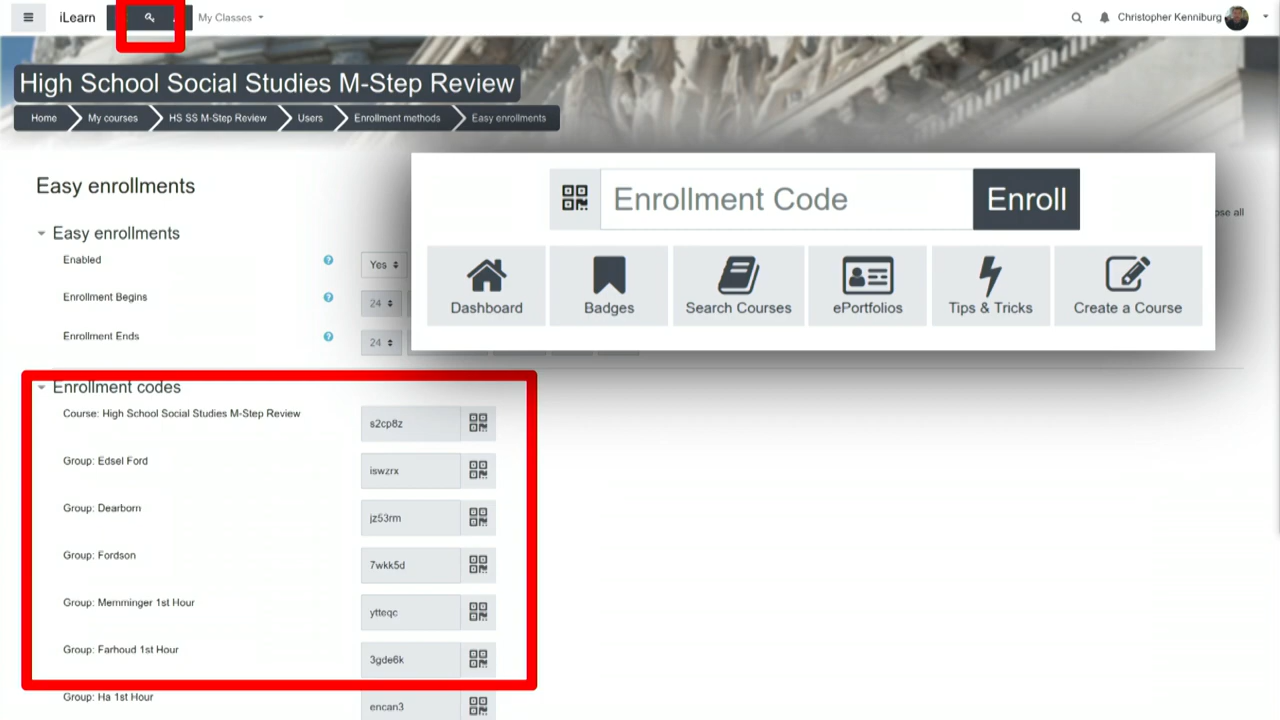 iLearn
My Classes
Christopher Kenniburg
High School Social Studies M-Step Review
Home
My courses
HS SS M-Step Review
Users
Enrollment methods
Easy enrollments
Easy enrollments
Enrollment Code
Enroll
Dashboard
Badges
Search Courses
ePortfolios
Tips & Tricks
Create a Course
Easy enrollments
Enabled
Yes
Enrollment Begins
24
Enrollment Ends
24
Enrollment codes
Course: High School Social Studies M-Step Review
s2cp8z
Group: Edsel Ford
iswzrx
Group: Dearborn
jz53rm
Group: Fordson
7wkk5d
Group: Memminger 1st Hour
ytteqc
Group: Farhoud 1st Hour
3gde6k
Group: Ha 1st Hour
encan3